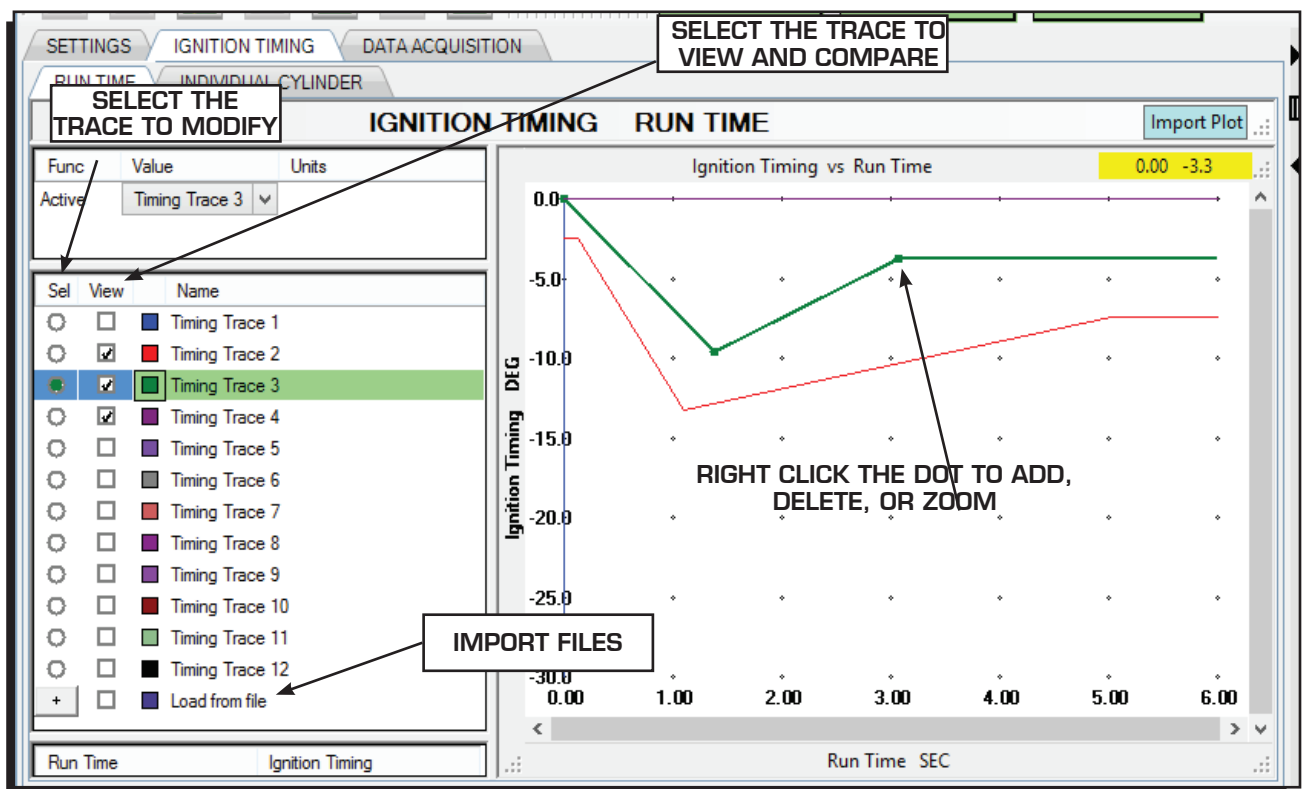 SELECT THE TRACE TO
VIEW AND COMPARE
SETTINGS IGNITION TIMING DATA ACQUISITION
RUN TIME INDIVIDUAL CYLINDER
SELECT THE
TRACE TO MODIFY
IGNITION TIMING RUN TIME
Import Plot
Func Value Units
Active Timing Trace 3
Sel View Name
Timing Trace 1
Timing Trace 2
Timing Trace 3
Timing Trace 4
Timing Trace 5
Timing Trace 6
Timing Trace 7
Timing Trace 8
Timing Trace 9
Timing Trace 10
Timing Trace 11
Timing Trace 12
+ Load from file
IMPORT FILES
Run Time Ignition Timing
Ignition Timing vs Run Time
0.00 -3.3
0.0
-5.0
-10.0
-15.0
-20.0
-25.0
-30.0
Ignition Timing DEG
RIGHT CLICK THE DOT TO ADD,
DELETE, OR ZOOM
0.00 1.00 2.00 3.00 4.00 5.00 6.00
Run Time SEC